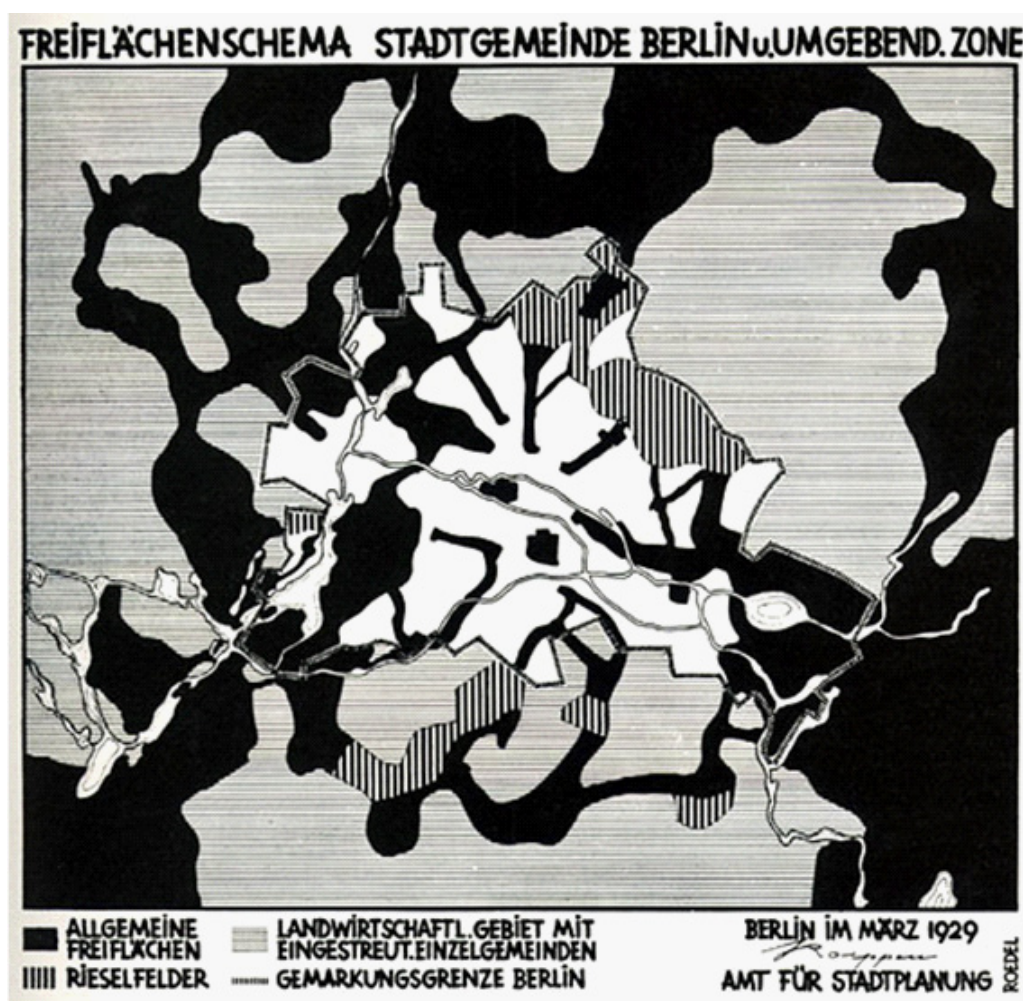 FREIFLÄCHENSCHEMA STADTGEMEINDE BERLIN u. UMGEBEND. ZONE
ALLGEMEINE
FREIFLÄCHEN
RIESELFELDER
LANDWIRTSCHAFTL. GEBIET MIT
EINGESTREUT. EINZELGEMEINDEN
GEMARKUNGSGRENZE BERLIN
BERLIN IM MÄRZ 1929
AMT FÜR STADTPLANUNG
ROEDEL